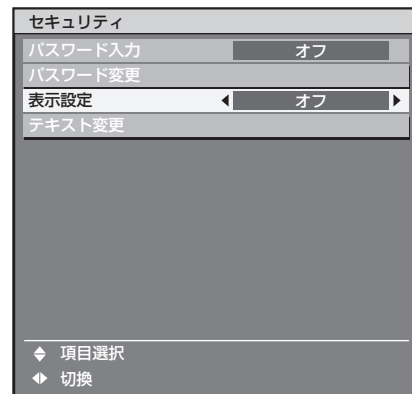 セキュリティ
パスワード入力 オフ
パスワード変更
表示設定 オフ
テキスト変更
項目選択
切換